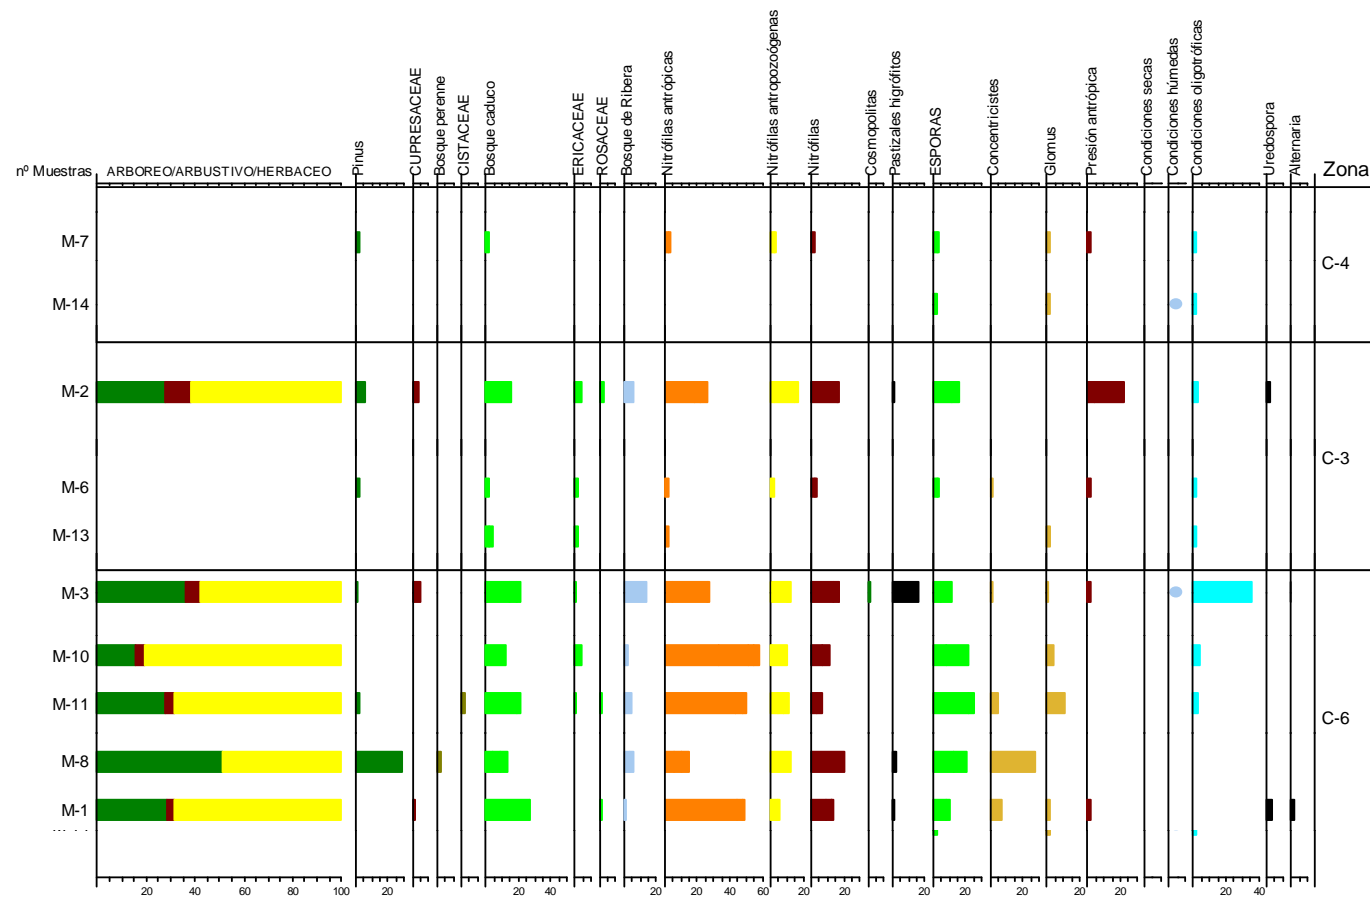 Pinus
CUPRESACEAE
Bosque perenne
CISTACEAE
Bosque caduco
ERICACEAE
ROSACEAE
Bosque de Ribera
Nitrófilas antrópicas
Nitrófilas antropozoógenas
Nitrófilas
Cosmopolitas
Pastizales higrófitos
ESPORAS
Concentricistes
Glomus
Presión antrópica
Condiciones secas
Condiciones húmedas
Condiciones oligotróficas
Uredospora
Alternaria
nº Muestras ARBOREO/ARBUSTIVO/HERBACEO Zona
M-7
C-4
M-14
M-2
C-3
M-6
M-13
M-3
M-10
M-11
C-6
M-8
M-1
20 40 60 80 100 20 20 40 20 20 40 60 20 20 20 20 20 20 20 40